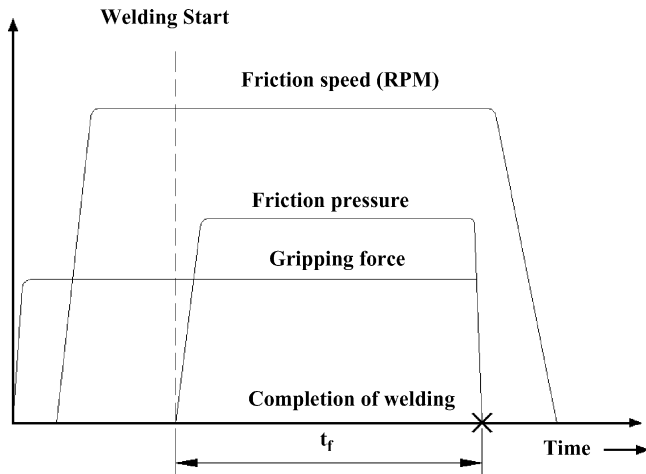 Welding Start
Friction speed (RPM)
Friction pressure
Gripping force
Completion of welding
tf
Time